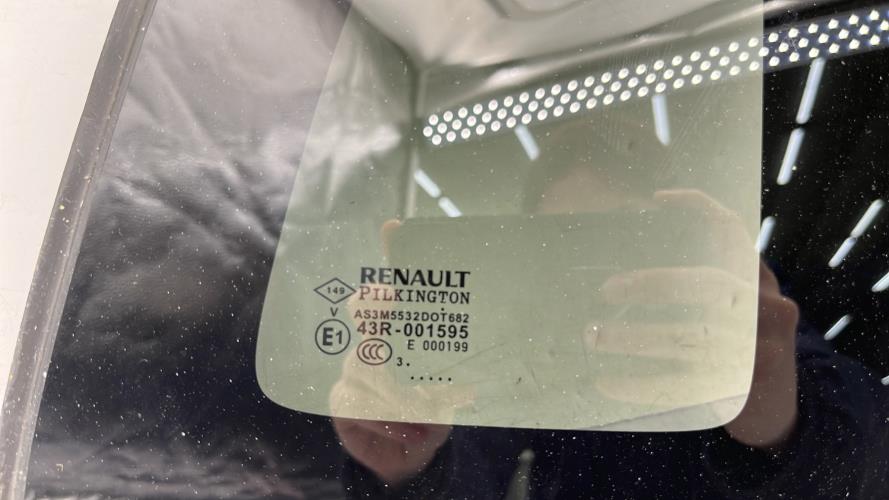 RENAULT
149
PILKINGTON
V
AS3M5532DOT682
E1
43R-001595
E 000199
CCC
3.
.....